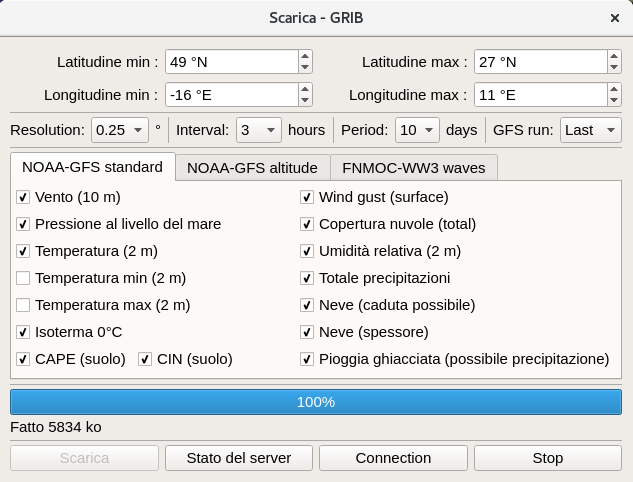 Scarica - GRIB ×
Latitudine min : 49 °N Latitudine max : 27 °N
Longitudine min : -16 °E Longitudine max : 11 °E
Resolution: 0.25 ° Interval: 3 hours Period: 10 days GFS run: Last
NOAA-GFS standard NOAA-GFS altitude FNMOC-WW3 waves
Vento (10 m) Wind gust (surface)
Pressione al livello del mare Copertura nuvole (total)
Temperatura (2 m) Umidità relativa (2 m)
Temperatura min (2 m) Totale precipitazioni
Temperatura max (2 m) Neve (caduta possibile)
Isoterma 0°C Neve (spessore)
CAPE (suolo) CIN (suolo) Pioggia ghiacciata (possibile precipitazione)
100%
Fatto 5834 ko
Scarica Stato del server Connection Stop